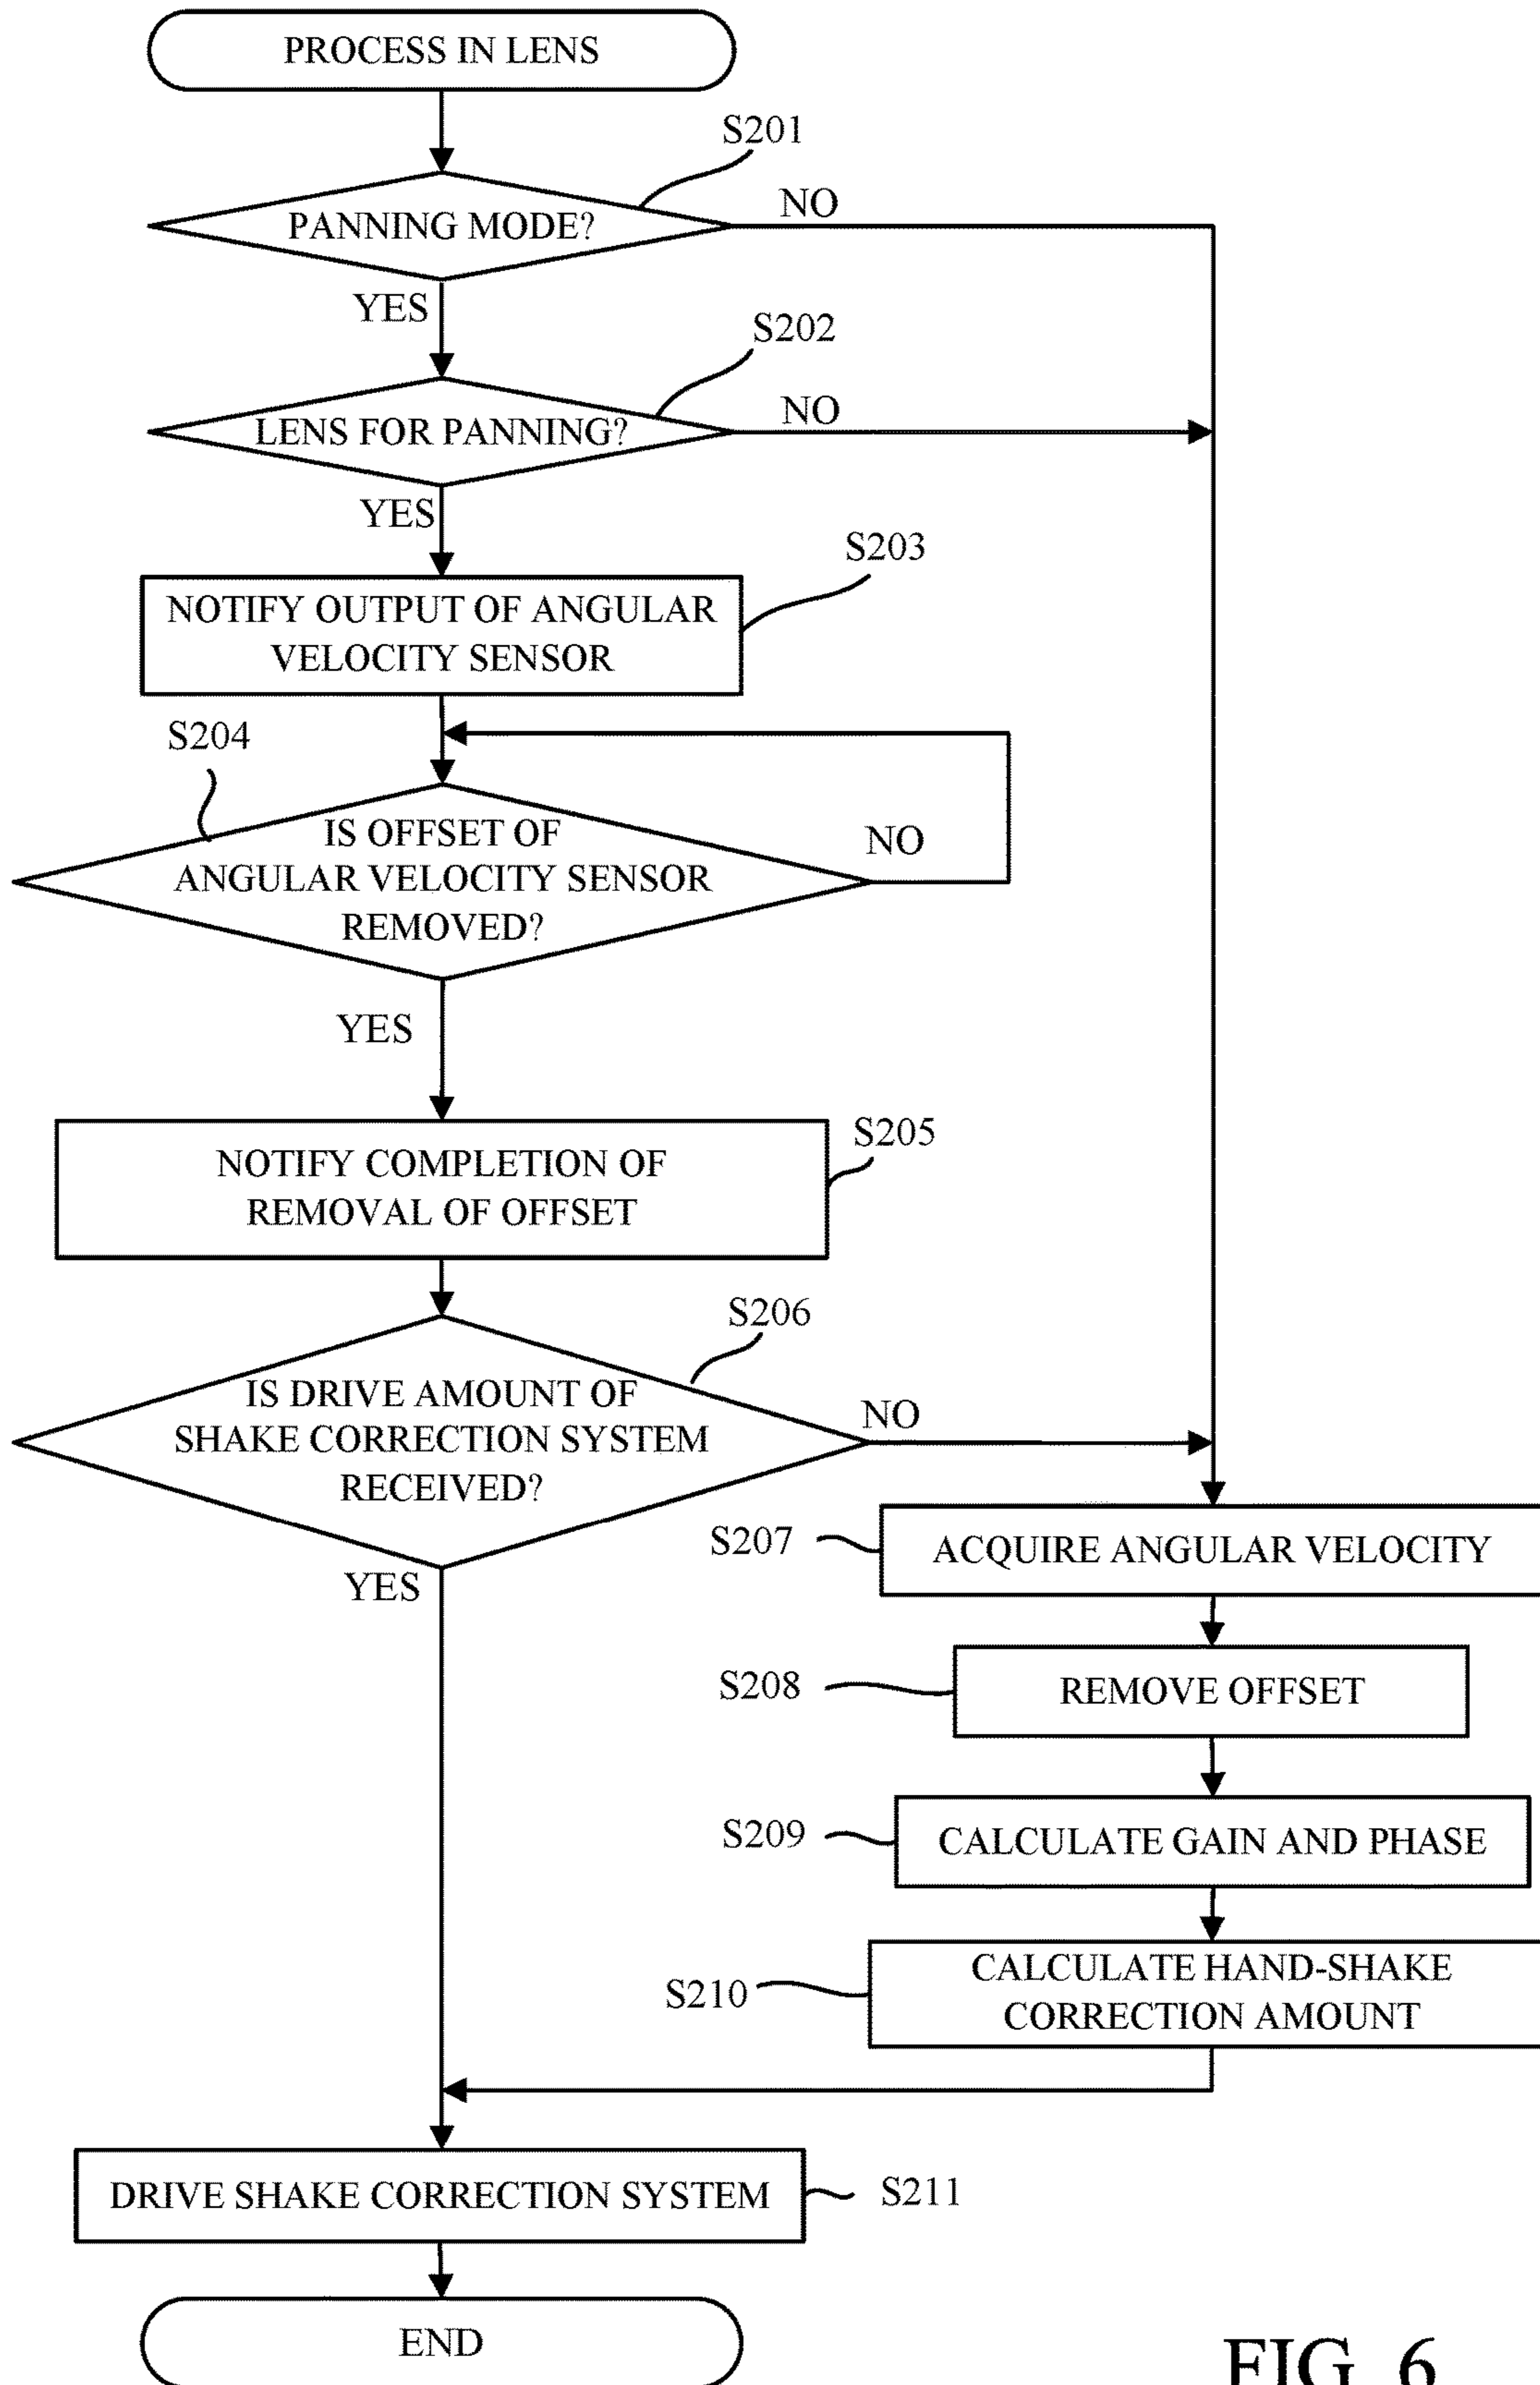 PROCESS IN LENS
S201
PANNING MODE?
NO
YES
S202
LENS FOR PANNING?
NO
YES
S203
NOTIFY OUTPUT OF ANGULAR
VELOCITY SENSOR
S204
IS OFFSET OF
ANGULAR VELOCITY SENSOR
REMOVED?
NO
YES
S205
NOTIFY COMPLETION OF
REMOVAL OF OFFSET
S206
IS DRIVE AMOUNT OF
SHAKE CORRECTION SYSTEM
RECEIVED?
NO
YES
S207
ACQUIRE ANGULAR VELOCITY
S208
REMOVE OFFSET
S209
CALCULATE GAIN AND PHASE
S210
CALCULATE HAND-SHAKE
CORRECTION AMOUNT
DRIVE SHAKE CORRECTION SYSTEM
S211
END
FIG. 6